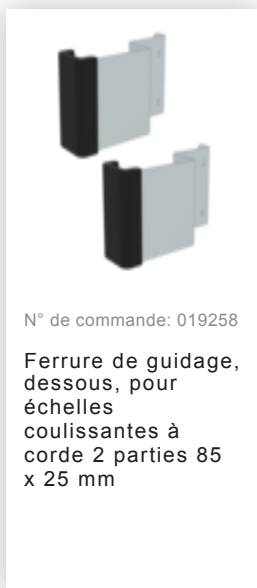 N° de commande: 019258
Ferrure de guidage,
dessous, pour
échelles
coulissantes à
corde 2 parties 85
x 25 mm